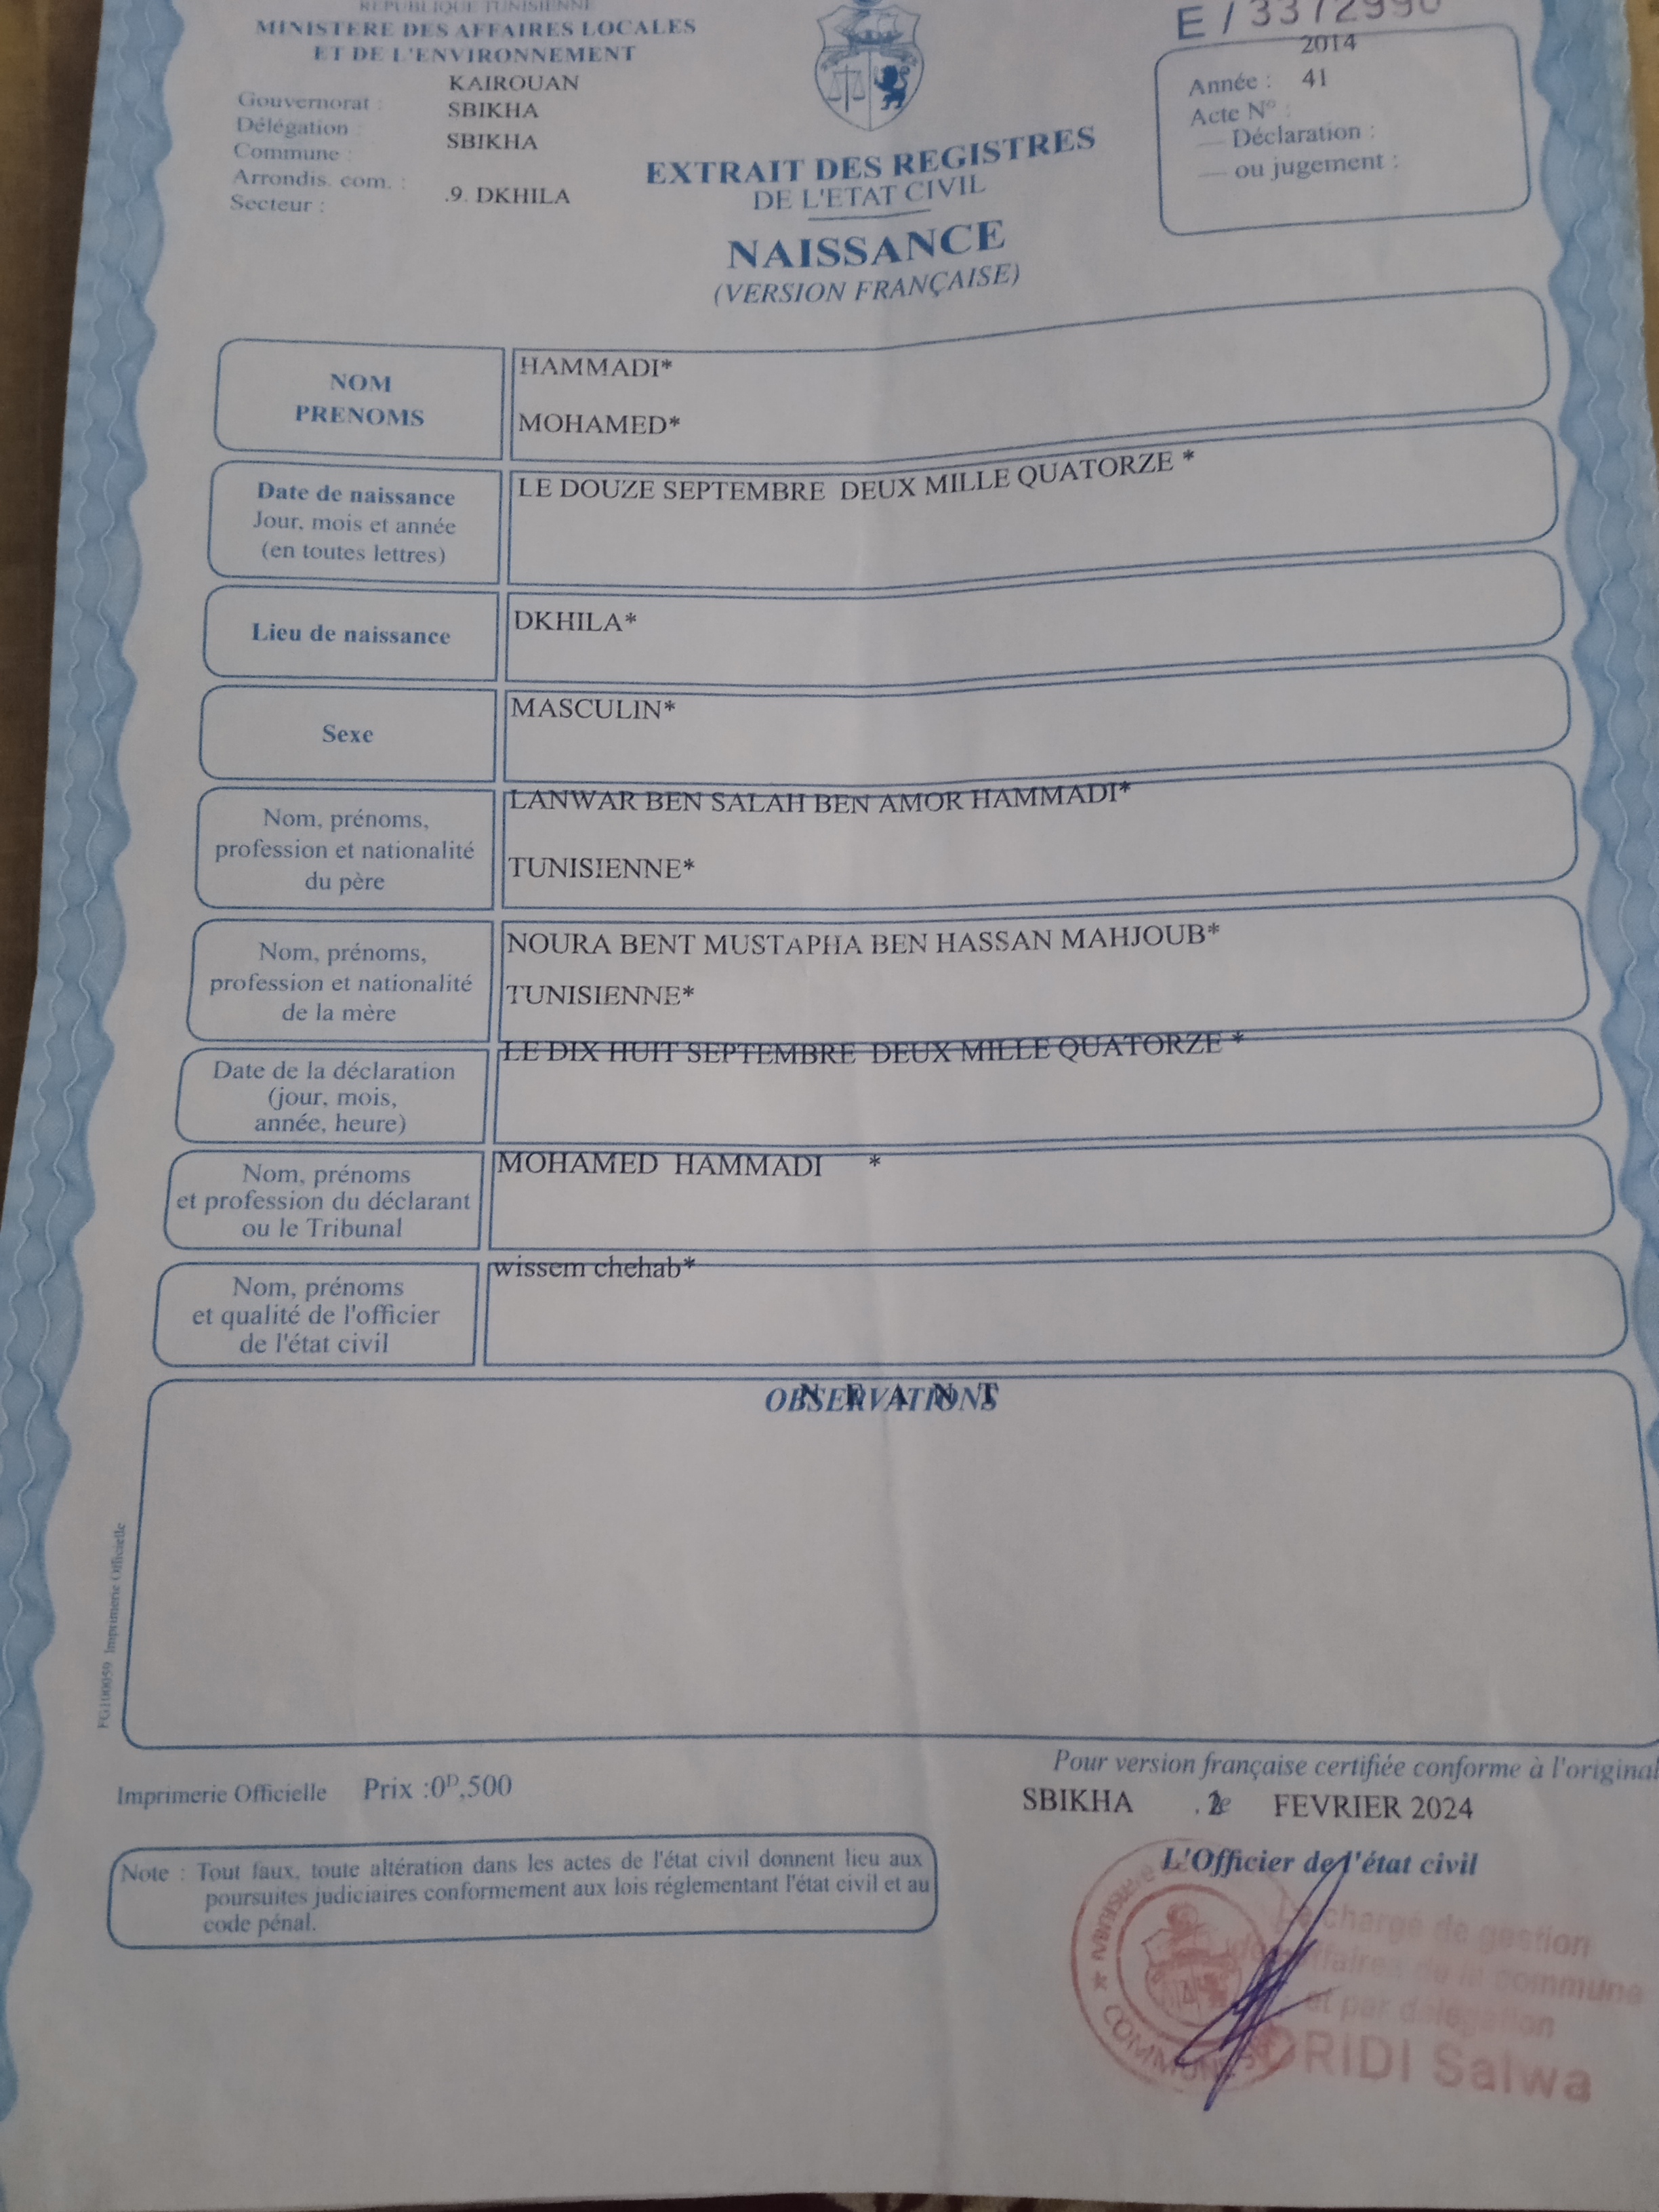 REPUBLIQUE TUNISIENNE
MINISTERE DES AFFAIRES LOCALES
ET DE L'ENVIRONNEMENT
Gouvernorat : KAIROUAN
Délégation : SBIKHA
Commune : SBIKHA
Arrondis. com. :
Secteur : .9. DKHILA
EXTRAIT DES REGISTRES
DE L'ETAT CIVIL
NAISSANCE
(VERSION FRANÇAISE)
E / 3372990
2014
Année : 41
Acte N° :
— Déclaration :
— ou jugement :
NOM
PRENOMS
HAMMADI*
MOHAMED*
Date de naissance
Jour, mois et année
(en toutes lettres)
LE DOUZE SEPTEMBRE DEUX MILLE QUATORZE *
Lieu de naissance
DKHILA*
Sexe
MASCULIN*
Nom, prénoms,
profession et nationalité
du père
LANWAR BEN SALAH BEN AMOR HAMMADI*
TUNISIENNE*
Nom, prénoms,
profession et nationalité
de la mère
NOURA BENT MUSTAPHA BEN HASSAN MAHJOUB*
TUNISIENNE*
Date de la déclaration
(jour, mois,
année, heure)
LE DIX HUIT SEPTEMBRE DEUX MILLE QUATORZE *
Nom, prénoms
et profession du déclarant
ou le Tribunal
MOHAMED HAMMADI *
Nom, prénoms
et qualité de l'officier
de l'état civil
wissem chehab*
OBSERVATIONS
N E A N T
FG100059 Imprimerie Officielle
Imprimerie Officielle Prix :0ᴰ,500
Pour version française certifiée conforme à l'original
SBIKHA FEVRIER 2024
L'Officier de l'état civil
Note : Tout faux, toute altération dans les actes de l'état civil donnent lieu aux
poursuites judiciaires conformement aux lois réglementant l'état civil et au
code pénal.
chargé de gestion
affaires de la commune
et par délégation
DRIDI Salwa
COMMUNE